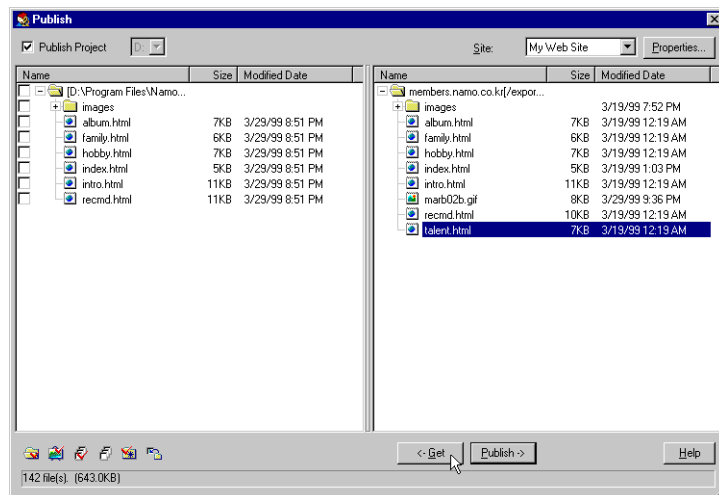 Publish
Publish Project D: Site: My Web Site Properties...
Name Size Modified Date
[D:\Program Files\Namo...
images
album.html 7KB 3/29/99 8:51 PM
family.html 6KB 3/29/99 8:51 PM
hobby.html 7KB 3/29/99 8:51 PM
index.html 5KB 3/29/99 8:51 PM
intro.html 11KB 3/29/99 8:51 PM
recmd.html 11KB 3/29/99 8:51 PM
Name Size Modified Date
members.namo.co.kr[/expor...
images 3/19/99 7:52 PM
album.html 7KB 3/19/99 12:19 AM
family.html 6KB 3/19/99 12:19 AM
hobby.html 7KB 3/19/99 12:19 AM
index.html 5KB 3/19/99 1:03 PM
intro.html 11KB 3/19/99 12:19 AM
marb02b.gif 8KB 3/29/99 9:36 PM
recmd.html 10KB 3/19/99 12:19 AM
talent.html 7KB 3/19/99 12:19 AM
<- Get Publish -> Help
142 file(s). (643.0KB)